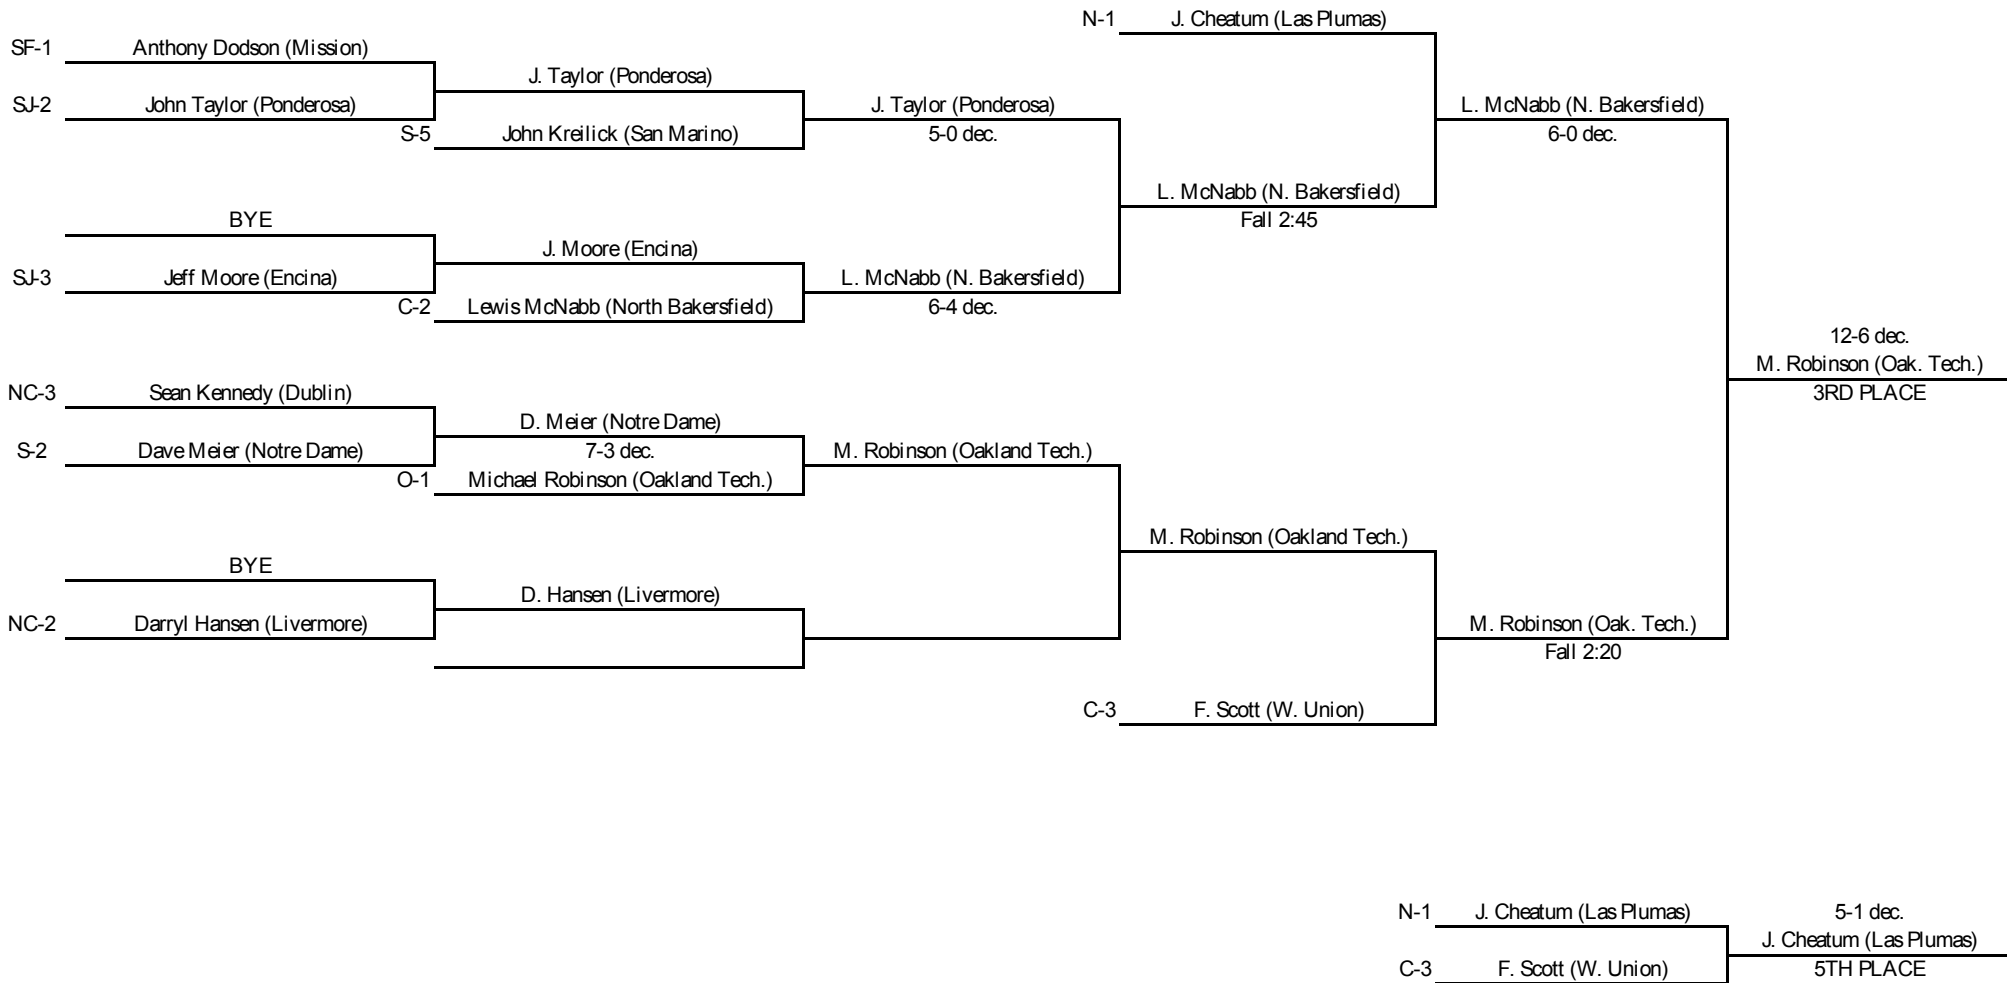 N-1 J. Cheatum (Las Plumas)
SF-1 Anthony Dodson (Mission)
J. Taylor (Ponderosa)
SJ-2 John Taylor (Ponderosa) J. Taylor (Ponderosa) L. McNabb (N. Bakersfield)
S-5 John Kreilick (San Marino) 5-0 dec. 6-0 dec.
L. McNabb (N. Bakersfield)
BYE Fall 2:45
J. Moore (Encina)
SJ-3 Jeff Moore (Encina) L. McNabb (N. Bakersfield)
C-2 Lewis McNabb (North Bakersfield) 6-4 dec.
12-6 dec.
M. Robinson (Oak. Tech.)
NC-3 Sean Kennedy (Dublin) 3RD PLACE
D. Meier (Notre Dame)
S-2 Dave Meier (Notre Dame) 7-3 dec. M. Robinson (Oakland Tech.)
O-1 Michael Robinson (Oakland Tech.)
M. Robinson (Oakland Tech.)
BYE
D. Hansen (Livermore)
NC-2 Darryl Hansen (Livermore) M. Robinson (Oak. Tech.)
Fall 2:20
C-3 F. Scott (W. Union)
N-1 J. Cheatum (Las Plumas) 5-1 dec.
J. Cheatum (Las Plumas)
C-3 F. Scott (W. Union) 5TH PLACE